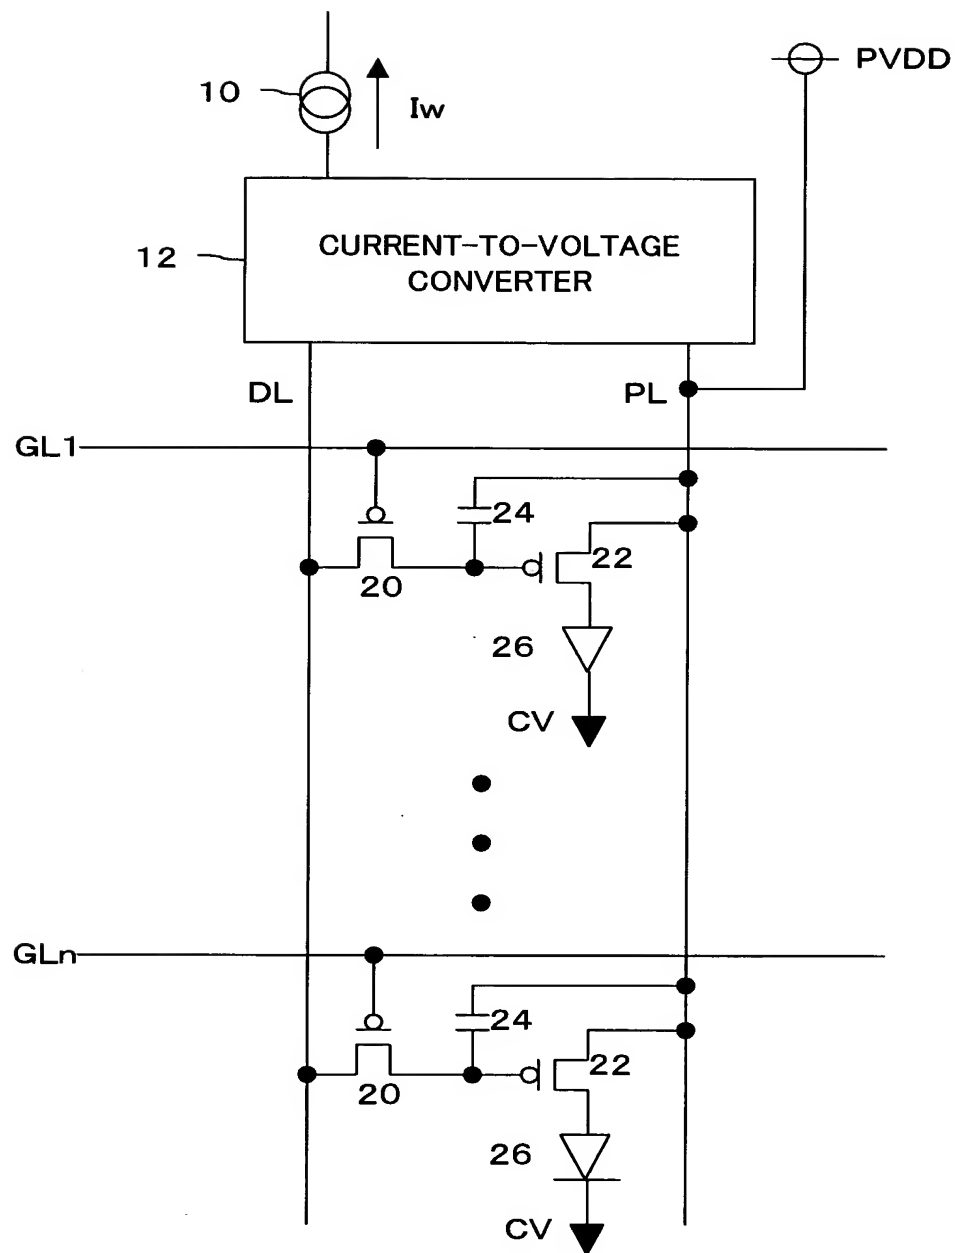 10
Iw
PVDD
12
CURRENT-TO-VOLTAGE
CONVERTER
DL
PL
GL1
24
22
20
26
CV
GLn
24
22
20
26
CV